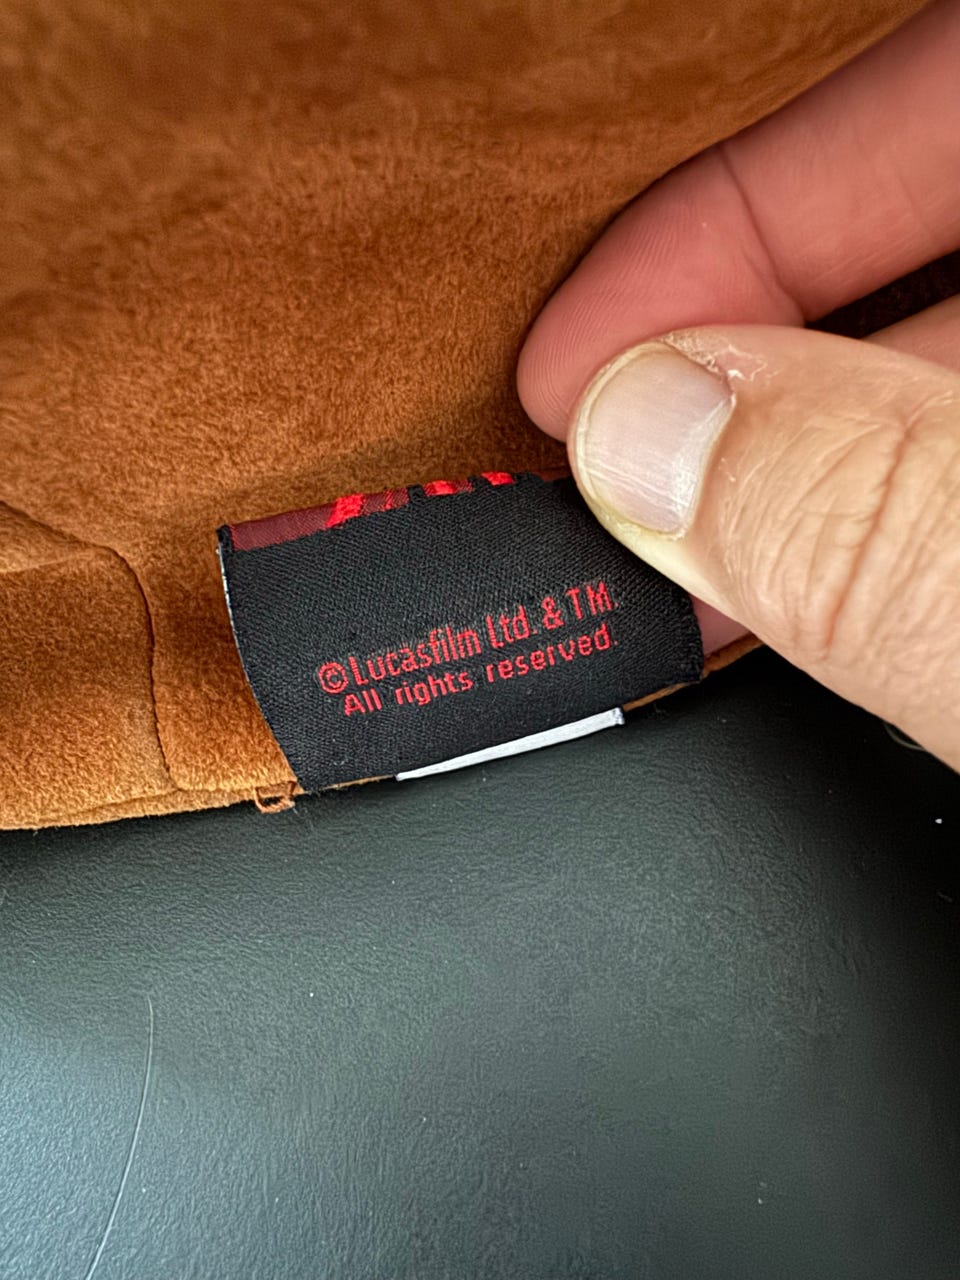 ©Lucasfilm Ltd. & TM.
All rights reserved.